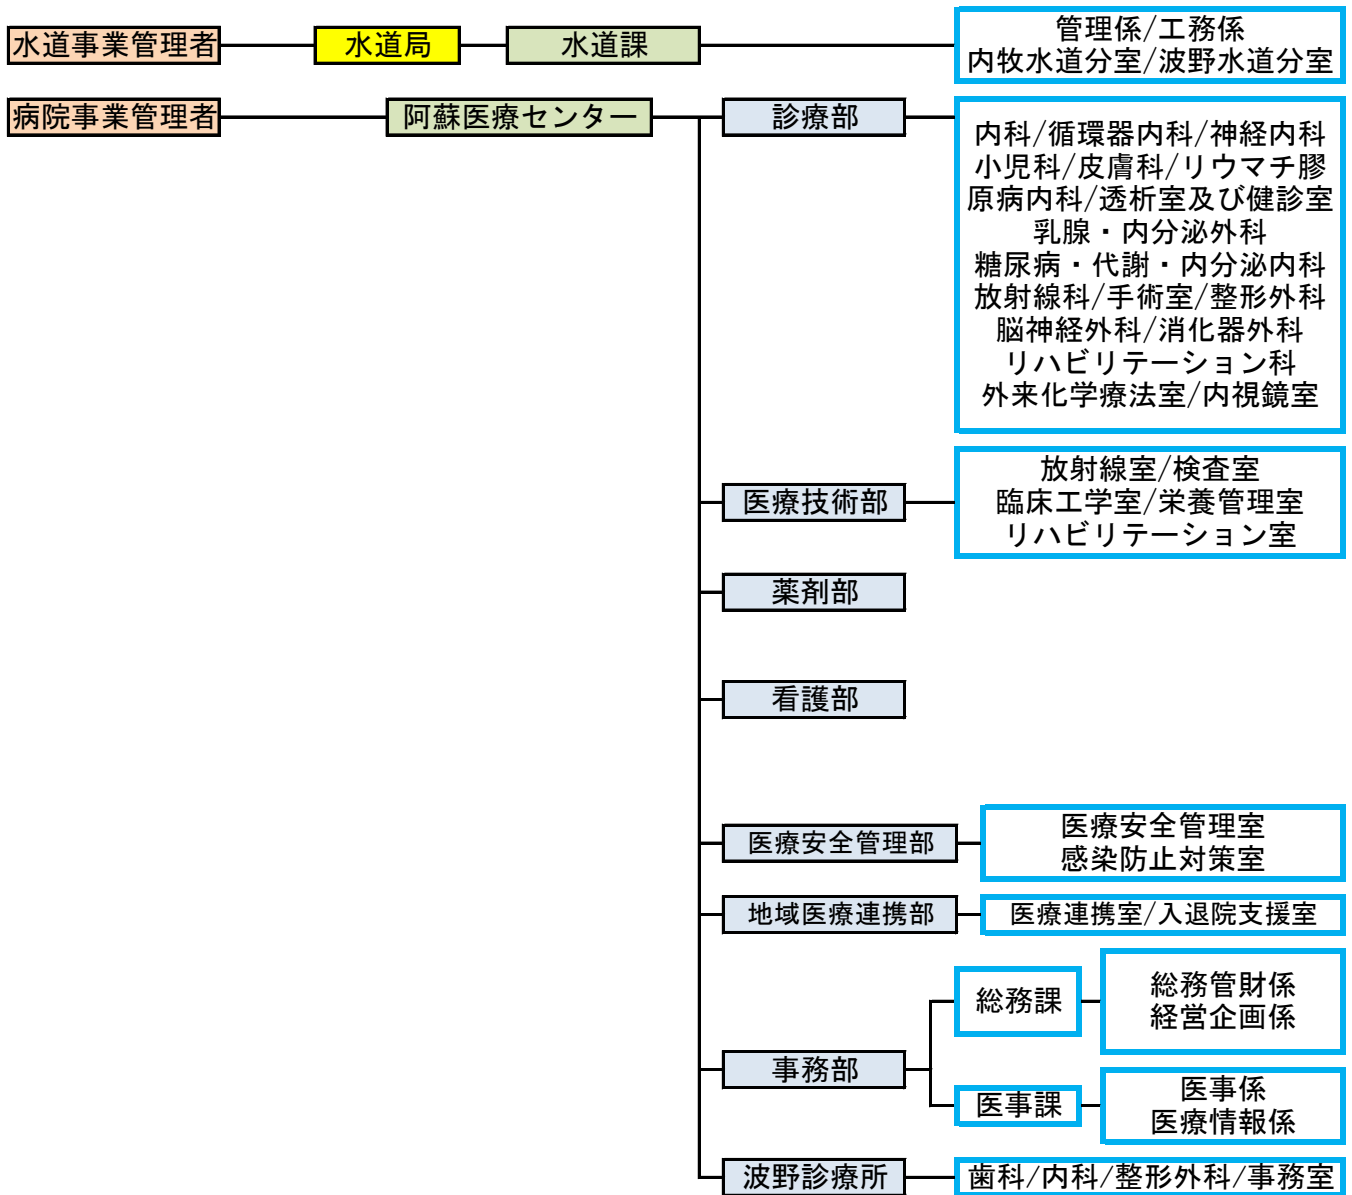 水道事業管理者
水道局
水道課
管理係/工務係
内牧水道分室/波野水道分室
病院事業管理者
阿蘇医療センター
診療部
内科/循環器内科/神経内科
小児科/皮膚科/リウマチ膠
原病内科/透析室及び健診室
乳腺・内分泌外科
糖尿病・代謝・内分泌内科
放射線科/手術室/整形外科
脳神経外科/消化器外科
リハビリテーション科
外来化学療法室/内視鏡室
医療技術部
放射線室/検査室
臨床工学室/栄養管理室
リハビリテーション室
薬剤部
看護部
医療安全管理部
医療安全管理室
感染防止対策室
地域医療連携部
医療連携室/入退院支援室
事務部
総務課
総務管財係
経営企画係
医事課
医事係
医療情報係
波野診療所
歯科/内科/整形外科/事務室